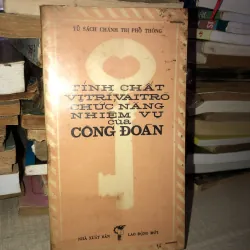 TỦ SÁCH CHÁNH TRỊ PHỔ THÔNG
TÍNH CHẤT
VỊ TRÍ VAI TRÒ
CHỨC NĂNG
NHIỆM VỤ
của
CÔNG ĐOÀN
NHÀ XUẤT BẢN LAO ĐỘNG MỚI